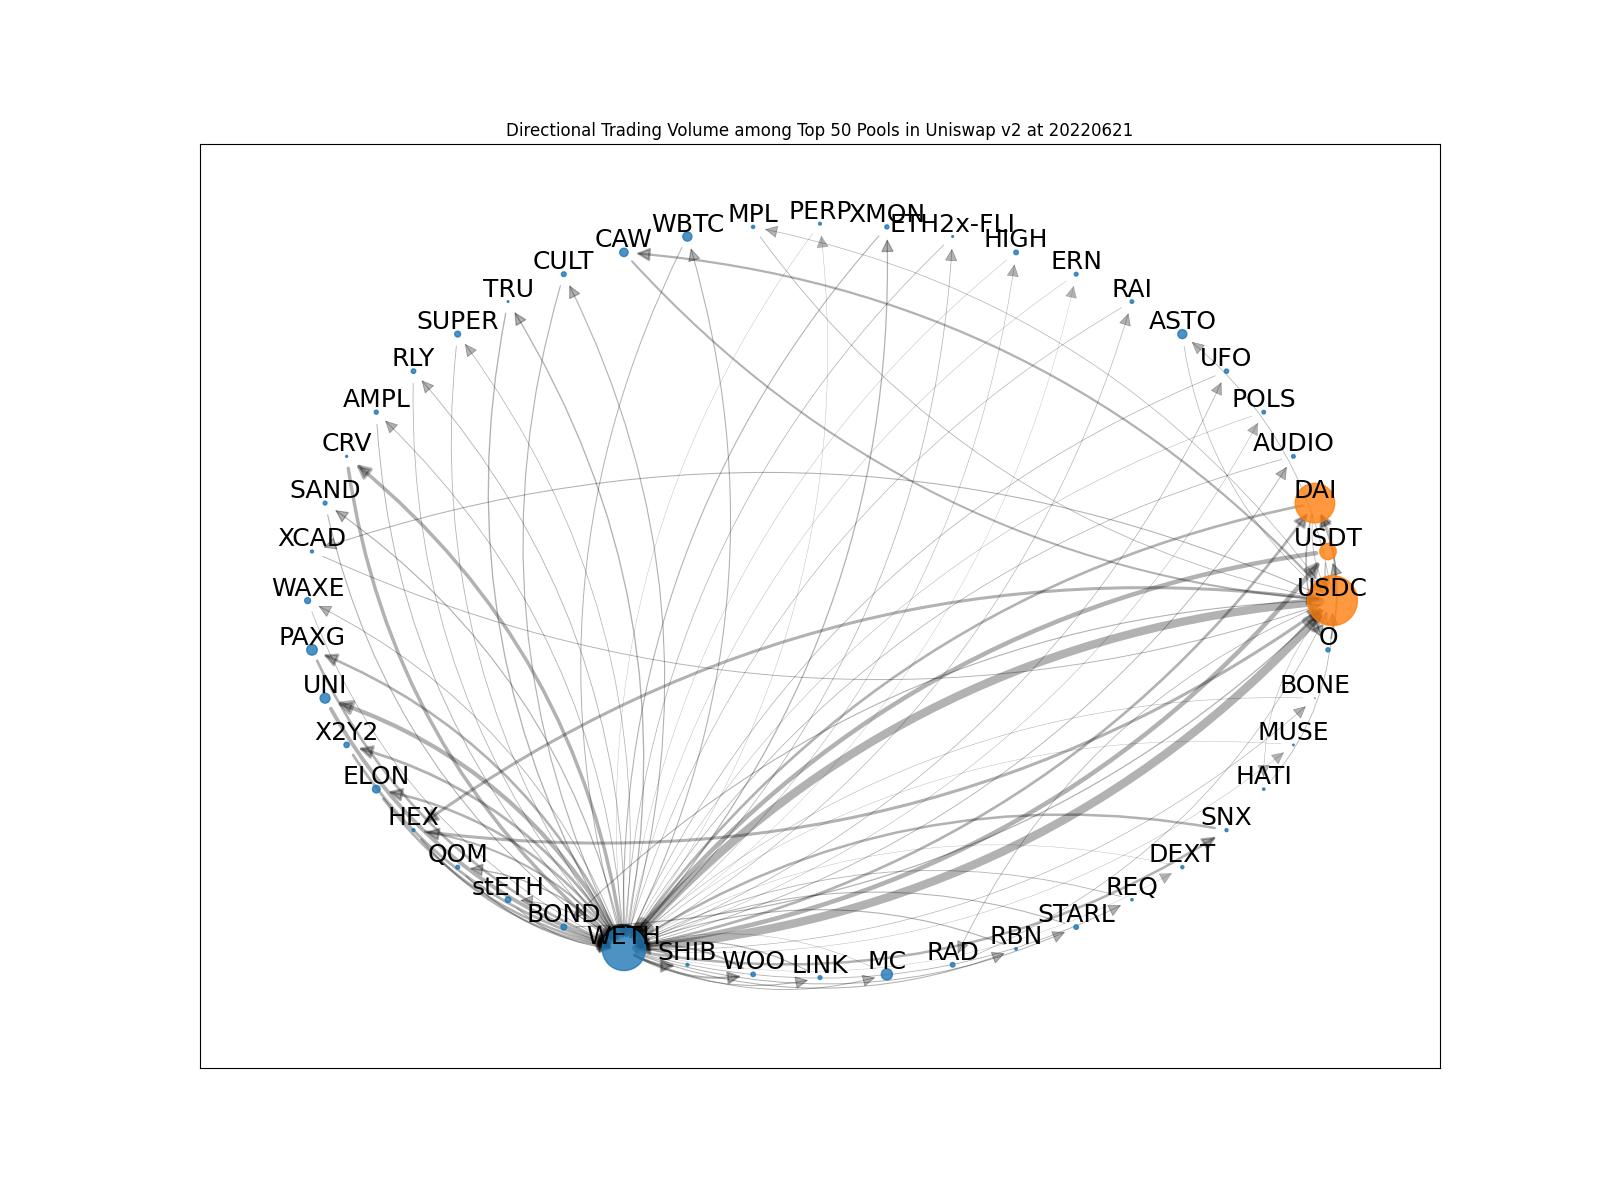 Directional Trading Volume among Top 50 Pools in Uniswap v2 at 20220621
MPL
PERP
XMON
ETH2x-FLI
WBTC
HIGH
CAW
ERN
CULT
RAI
TRU
ASTO
SUPER
UFO
RLY
POLS
AMPL
AUDIO
CRV
DAI
SAND
USDT
XCAD
USDC
WAXE
O
PAXG
BONE
UNI
MUSE
X2Y2
HATI
ELON
SNX
HEX
DEXT
QOM
REQ
stETH
STARL
BOND
RBN
WETH
SHIB
WOO
LINK
MC
RAD